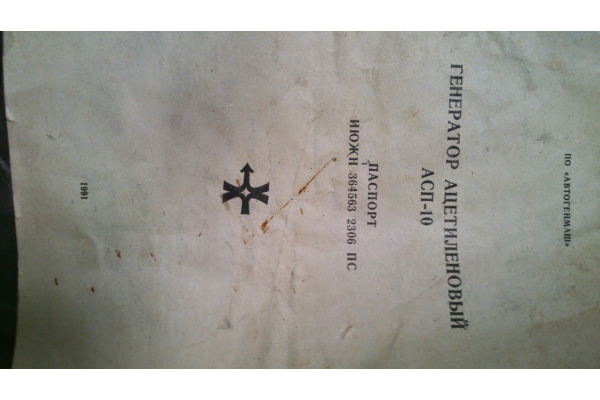 ПО «АВТОГЕНМАШ»
ГЕНЕРАТОР АЦЕТИЛЕНОВЫЙ
АСП-10
ПАСПОРТ
ИЮЖН 364563 2306 ПС
1991